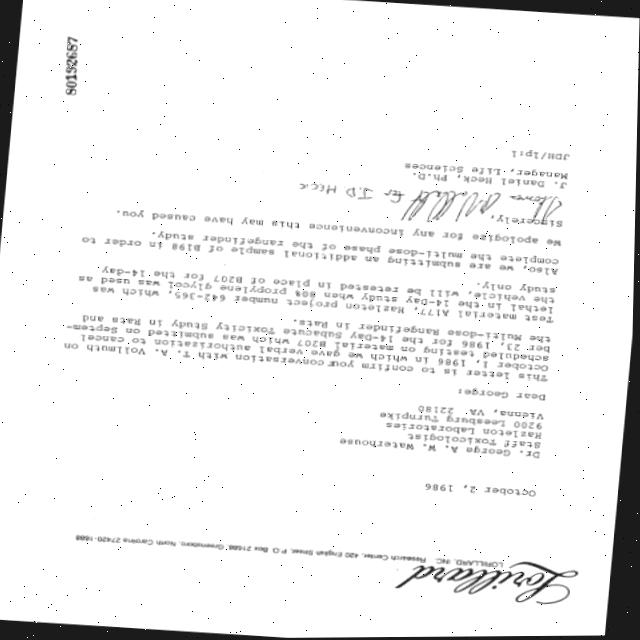 Lorillard
LORILLARD, INC. Research Center, 420 English Street, P.O. Box 21688, Greensboro, North Carolina 27420-1688
October 2, 1986
Dr. George A. W. Waterhouse
Staff Toxicologist
Hazleton Laboratories
9200 Leesburg Turnpike
Vienna, VA. 22180
Dear George:
This letter is to confirm your conversation with T. A. Vollmuth on
October 1, 1986 in which we gave verbal authorization to cancel
scheduled testing on material B207 which was submitted on Septem-
ber 23, 1986 for the 14-Day Subacute Toxicity Study in Rats and
the Multi-dose Rangefinder in Rats.
Test material A177, Hazleton project number 642-365, which was
lethal in the 14-Day study when 80% propylene glycol was used as
the vehicle, will be retested in place of B207 for the 14-day
study only.
Also, we are submitting an additional sample of B198 in order to
complete the multi-dose phase of the rangefinder study.
We apologize for any inconvenience this may have caused you.
Sincerely,
for J D Heck
J. Daniel Heck, Ph.D.
Manager, Life Sciences
JDH/lp:l
80192687